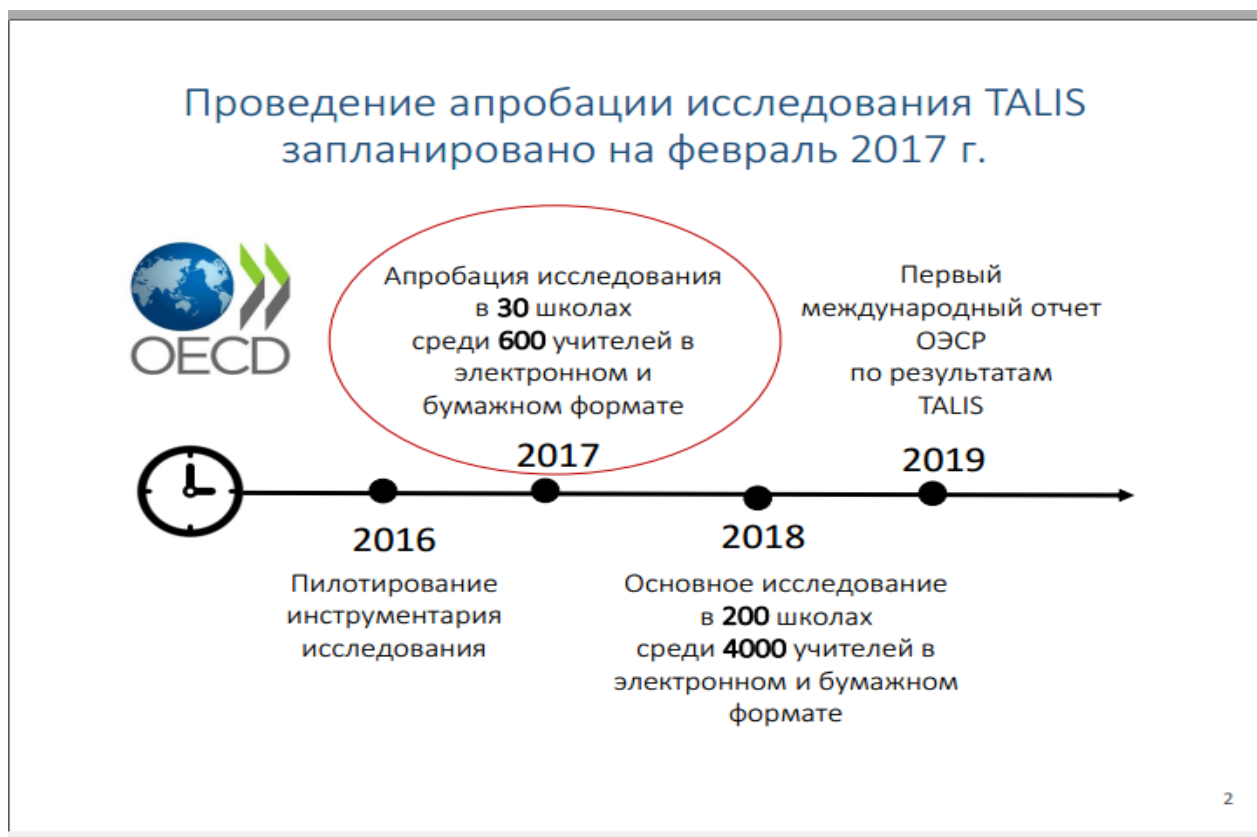 Проведение апробации исследования TALIS
запланировано на февраль 2017 г.
OECD
Апробация исследования
в 30 школах
среди 600 учителей в
электронном и
бумажном формате
2017
Первый
международный отчет
ОЭСР
по результатам
TALIS
2019
2016
Пилотирование
инструментария
исследования
2018
Основное исследование
в 200 школах
среди 4000 учителей в
электронном и бумажном
формате
2